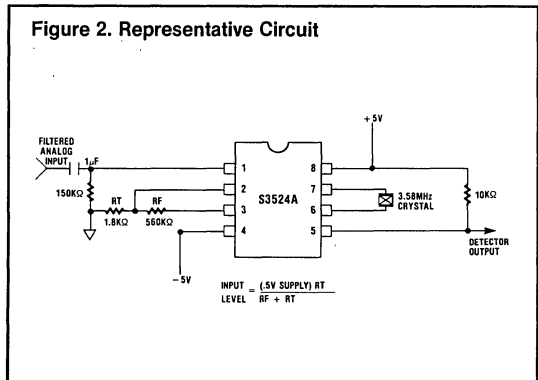 Figure 2. Representative Circuit
+5V
FILTERED
ANALOG
INPUT
1μF
150KΩ
RT
1.8KΩ
RF
560KΩ
1
2
3
4
S3524A
8
7
6
5
3.58MHz
CRYSTAL
10KΩ
DETECTOR
OUTPUT
-5V
INPUT = (.5V SUPPLY) RT
LEVEL RF + RT